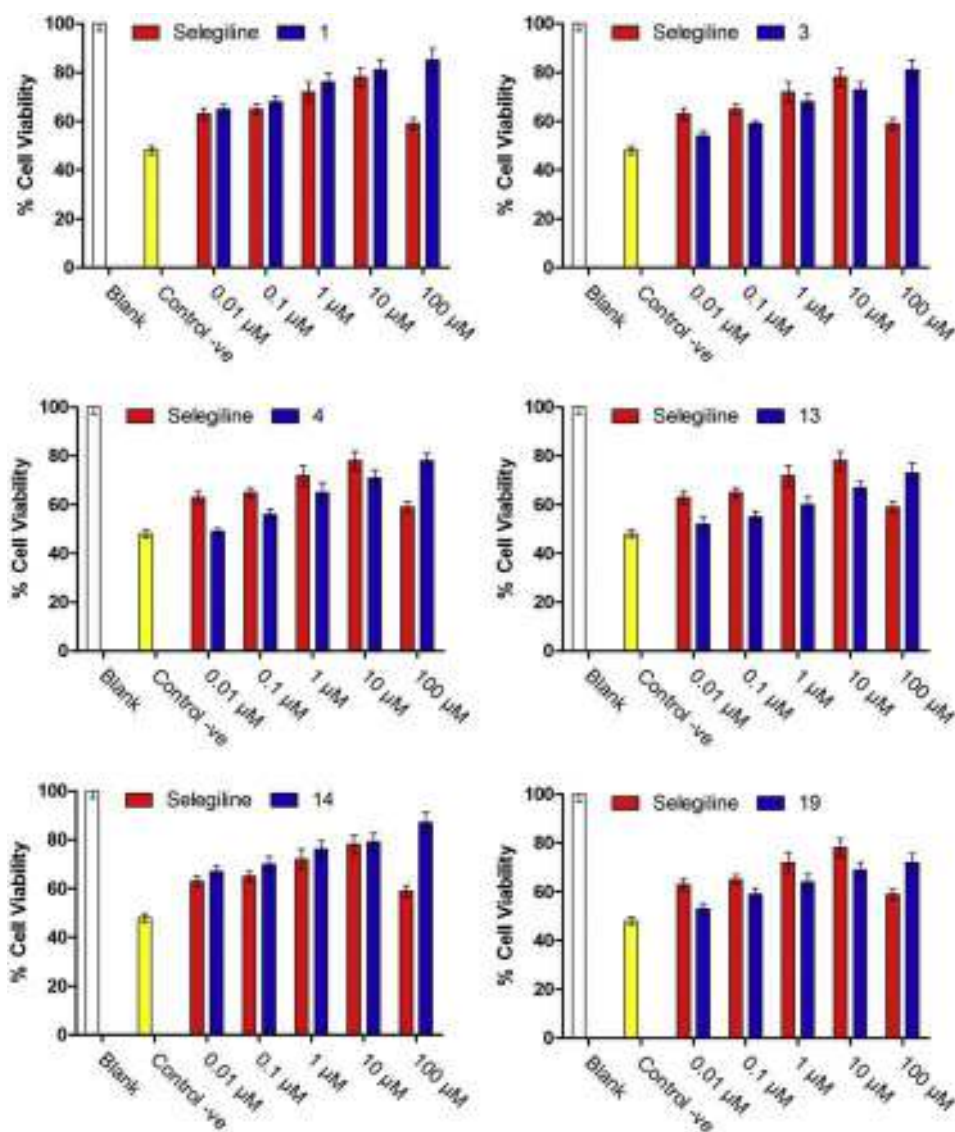 Selegiline 1
% Cell Viability
100
80
60
40
20
0
Blank
Control -ve
0.01 µM
0.1 µM
1 µM
10 µM
100 µM
Selegiline 3
% Cell Viability
100
80
60
40
20
0
Blank
Control -ve
0.01 µM
0.1 µM
1 µM
10 µM
100 µM
Selegiline 4
% Cell Viability
100
80
60
40
20
0
Blank
Control -ve
0.01 µM
0.1 µM
1 µM
10 µM
100 µM
Selegiline 13
% Cell Viability
100
80
60
40
20
0
Blank
Control -ve
0.01 µM
0.1 µM
1 µM
10 µM
100 µM
Selegiline 14
% Cell Viability
100
80
60
40
20
0
Blank
Control -ve
0.01 µM
0.1 µM
1 µM
10 µM
100 µM
Selegiline 19
% Cell Viability
100
80
60
40
20
0
Blank
Control -ve
0.01 µM
0.1 µM
1 µM
10 µM
100 µM